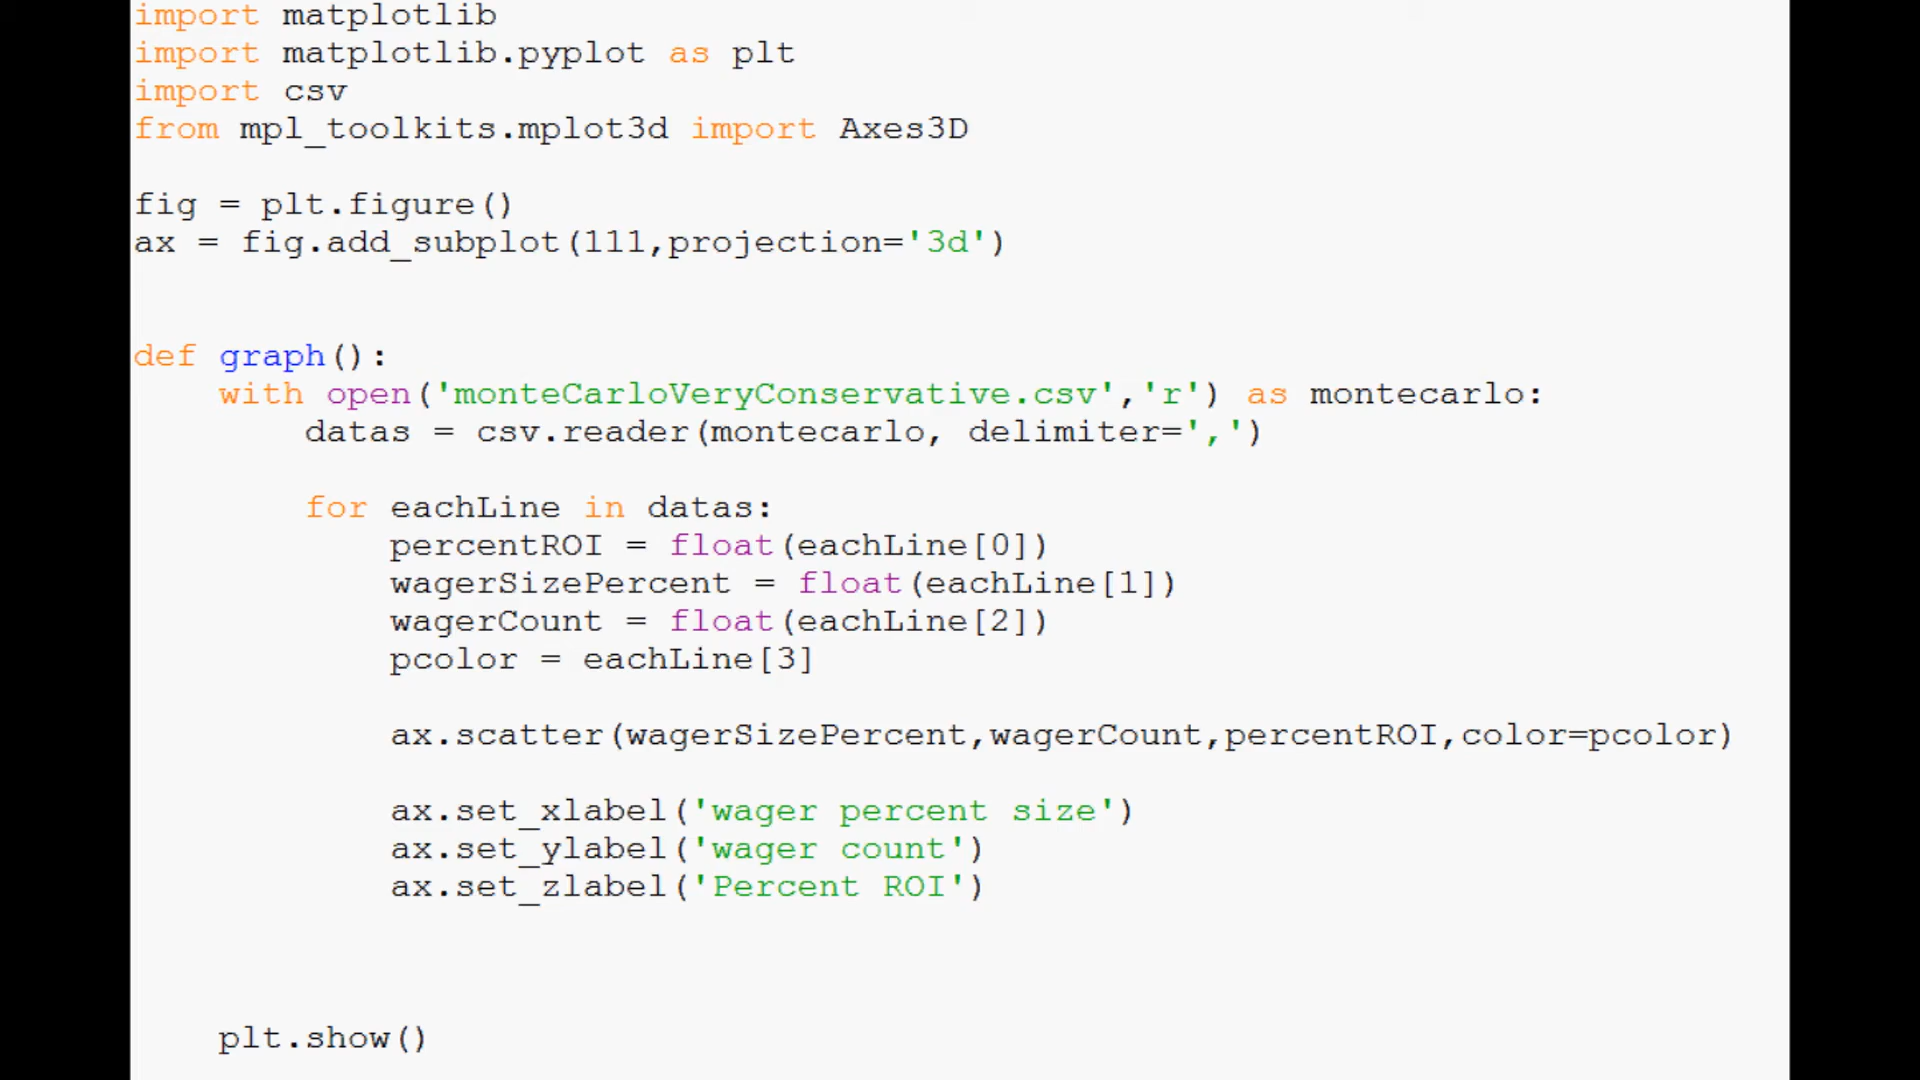 import matplotlib
import matplotlib.pyplot as plt
import csv
from mpl_toolkits.mplot3d import Axes3D
fig = plt.figure()
ax = fig.add_subplot(111,projection='3d')
def graph():
    with open('monteCarloVeryConservative.csv','r') as montecarlo:
        datas = csv.reader(montecarlo, delimiter=',')
        for eachLine in datas:
            percentROI = float(eachLine[0])
            wagerSizePercent = float(eachLine[1])
            wagerCount = float(eachLine[2])
            pcolor = eachLine[3]
            ax.scatter(wagerSizePercent,wagerCount,percentROI,color=pcolor)
            ax.set_xlabel('wager percent size')
            ax.set_ylabel('wager count')
            ax.set_zlabel('Percent ROI')
    plt.show()